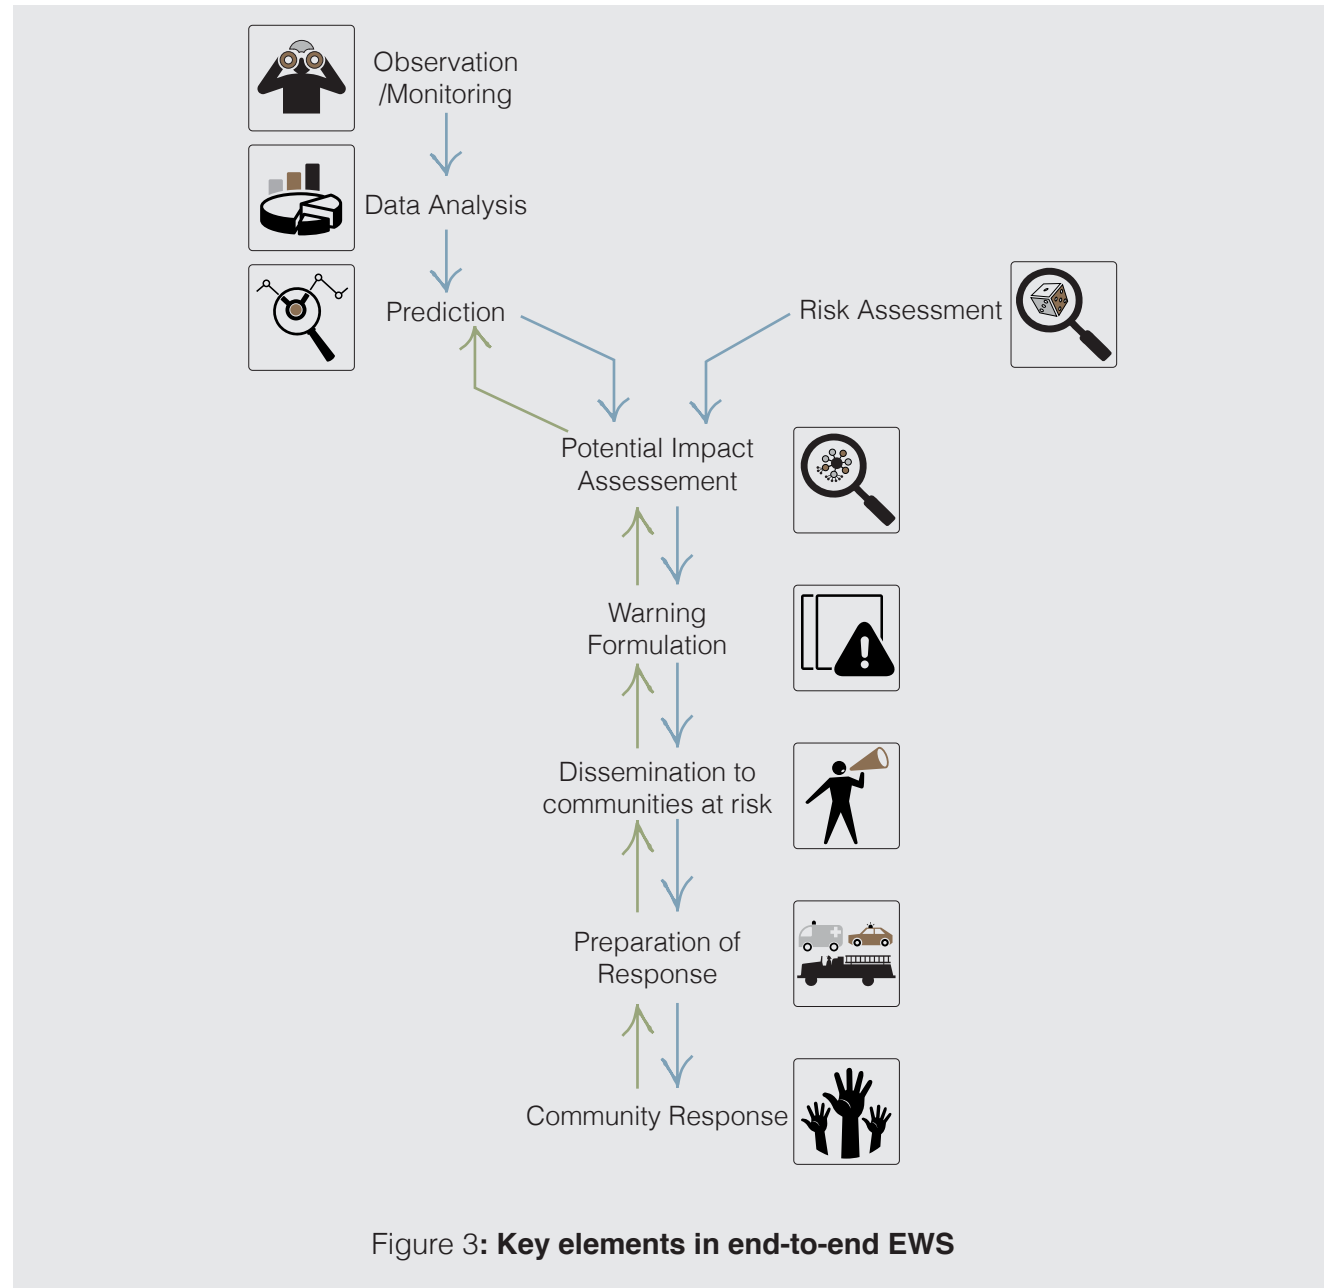 Observation
/Monitoring
Data Analysis
Prediction
Risk Assessment
Potential Impact
Assessement
Warning
Formulation
Dissemination to
communities at risk
Preparation of
Response
Community Response
Figure 3: Key elements in end-to-end EWS